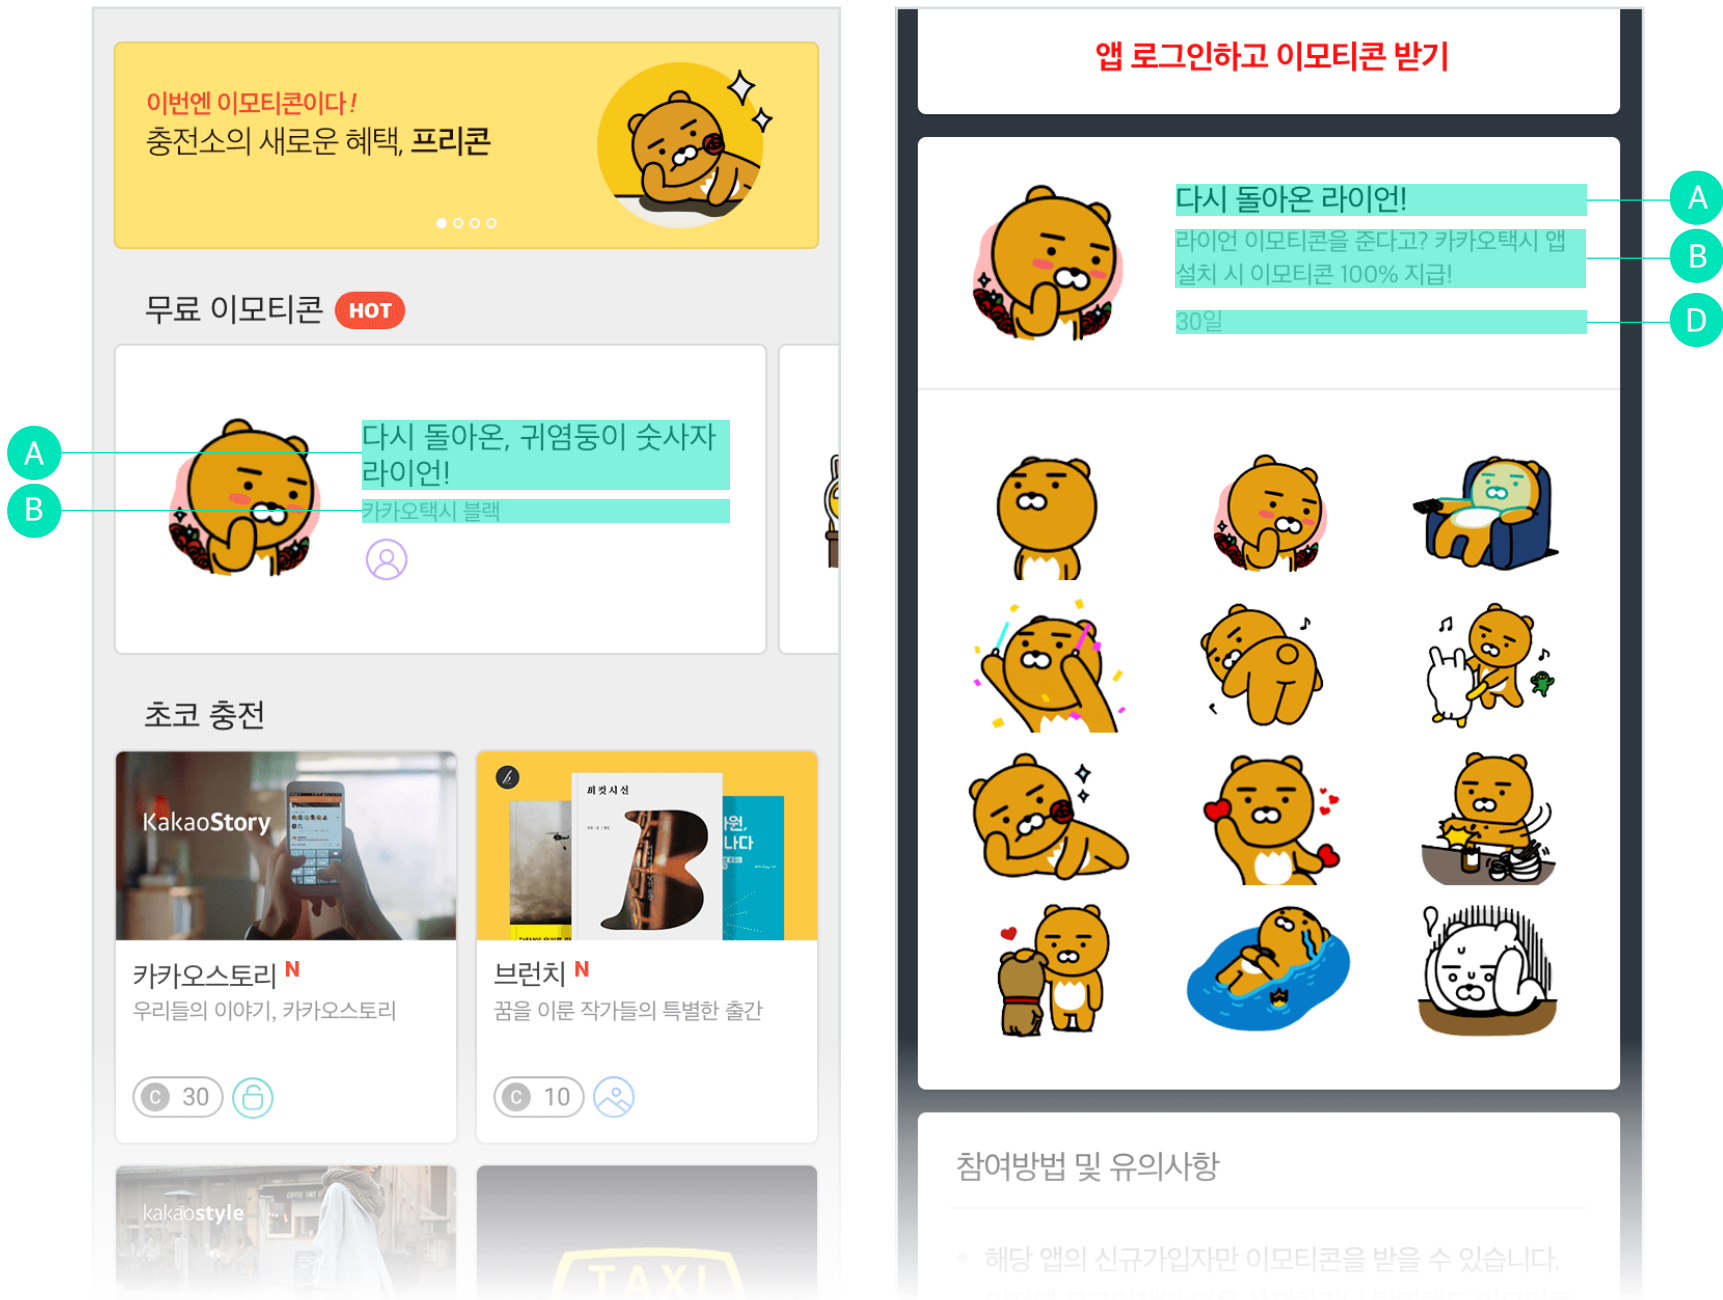 이번엔 이모티콘이다!
충전소의 새로운 혜택, 프리콘
무료 이모티콘 HOT
A
다시 돌아온, 귀염둥이 숫사자
라이언!
B
카카오택시 블랙
초코 충전
KakaoStory
b
비컷시선
카카오스토리 N
우리들의 이야기, 카카오스토리
C 30
브런치 N
꿈을 이룬 작가들의 특별한 출간
C 10
kakaostyle
TAXI
앱 로그인하고 이모티콘 받기
다시 돌아온 라이언!
A
라이언 이모티콘을 준다고? 카카오택시 앱
설치 시 이모티콘 100% 지급!
B
30일
D
참여방법 및 유의사항
• 해당 앱의 신규가입자만 이모티콘을 받을 수 있습니다.